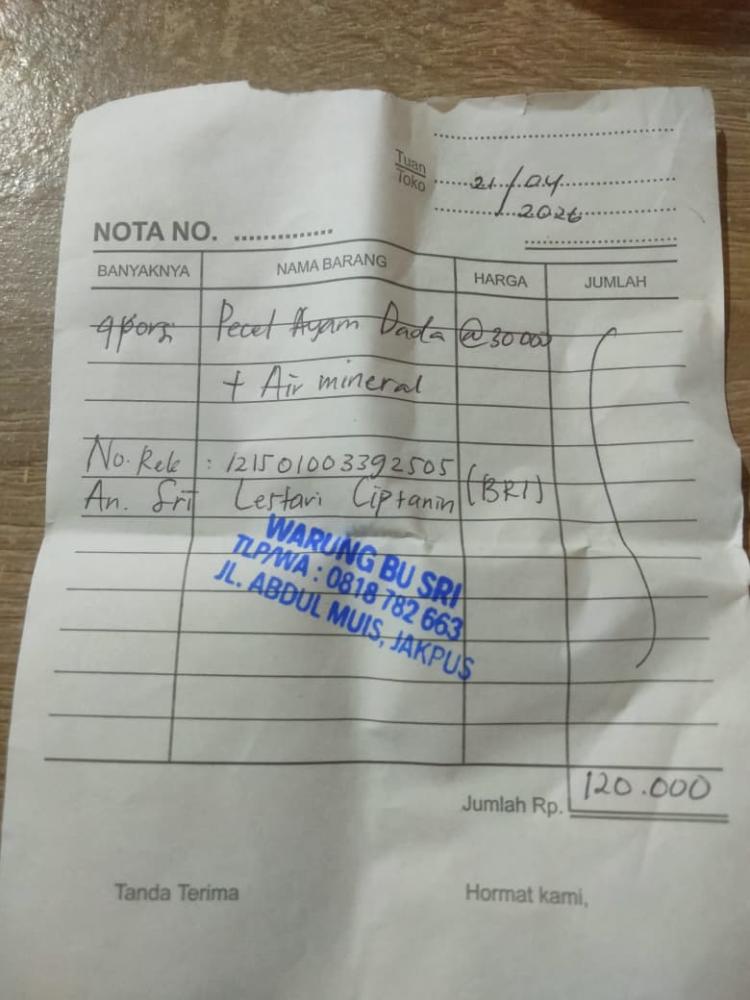 Tuan
Toko
21/04
2026
NOTA NO. ..............
BANYAKNYA NAMA BARANG HARGA JUMLAH
4 porsi Pecel Ayam Dada @30000
+ Air mineral
No. Rek : 121501003392505 (BRI)
An. Sri Lestari Ciptanin
WARUNG BU SRI
TLP/WA : 0818 782 663
JL. ABDUL MUIS, JAKPUS
Jumlah Rp. 120.000
Tanda Terima Hormat kami,